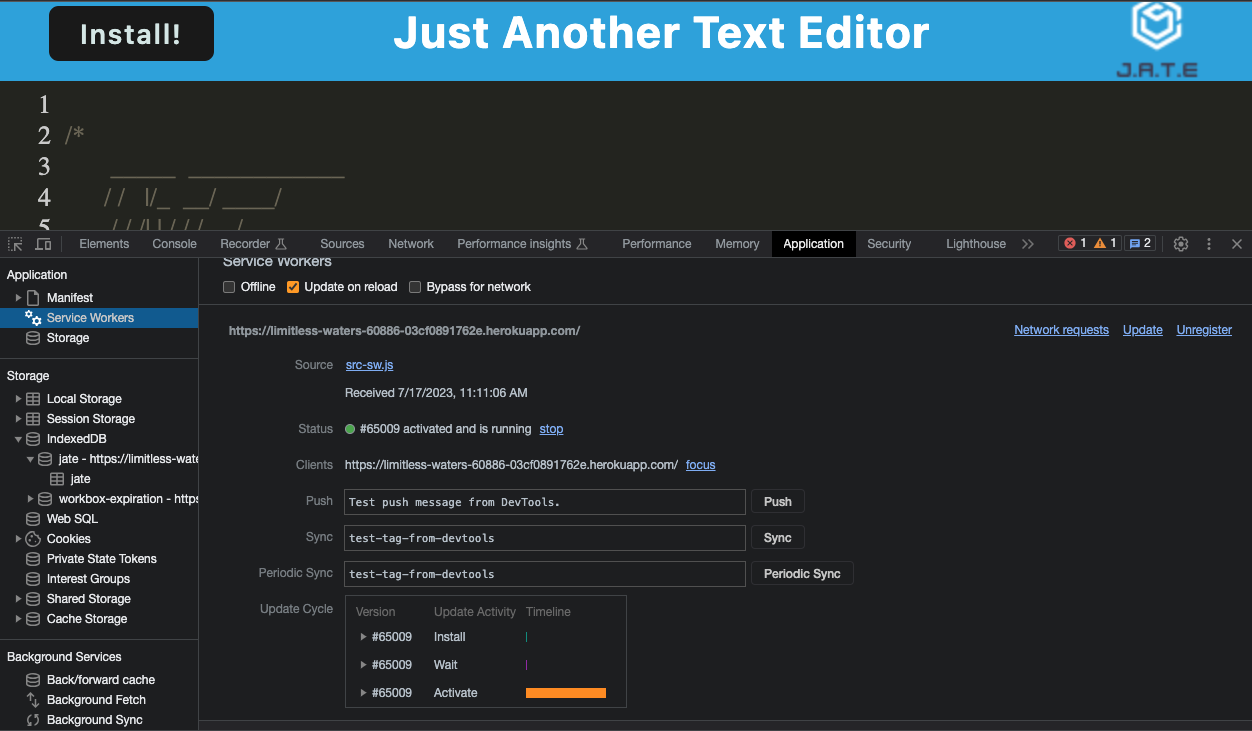 Install!
Just Another Text Editor
J.A.T.E
1
2 /*
3 ______ ______________
4 / / |/_ __/ _____/
5
Elements Console Recorder Sources Network Performance insights Performance Memory Application Security Lighthouse 1 1 2
Application
Manifest
Service Workers
Storage
Storage
Local Storage
Session Storage
IndexedDB
jate - https://limitless-wate
jate
workbox-expiration - https
Web SQL
Cookies
Private State Tokens
Interest Groups
Shared Storage
Cache Storage
Background Services
Back/forward cache
Background Fetch
Background Sync
Service Workers
Offline Update on reload Bypass for network
https://limitless-waters-60886-03cf0891762e.herokuapp.com/ Network requests Update Unregister
Source src-sw.js
Received 7/17/2023, 11:11:06 AM
Status #65009 activated and is running stop
Clients https://limitless-waters-60886-03cf0891762e.herokuapp.com/ focus
Push Test push message from DevTools. Push
Sync test-tag-from-devtools Sync
Periodic Sync test-tag-from-devtools Periodic Sync
Update Cycle Version Update Activity Timeline
#65009 Install
#65009 Wait
#65009 Activate